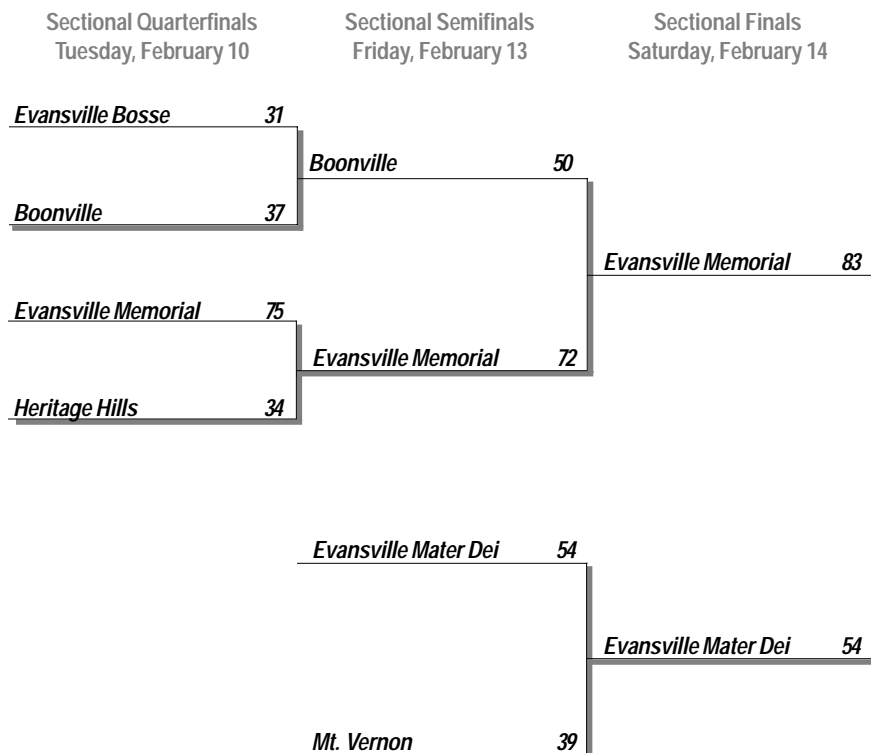 Sectional Quarterfinals
Tuesday, February 10
Sectional Semifinals
Friday, February 13
Sectional Finals
Saturday, February 14
Evansville Bosse 31
Boonville 50
Boonville 37
Evansville Memorial 83
Evansville Memorial 75
Evansville Memorial 72
Heritage Hills 34
Evansville Mater Dei 54
Evansville Mater Dei 54
Mt. Vernon 39